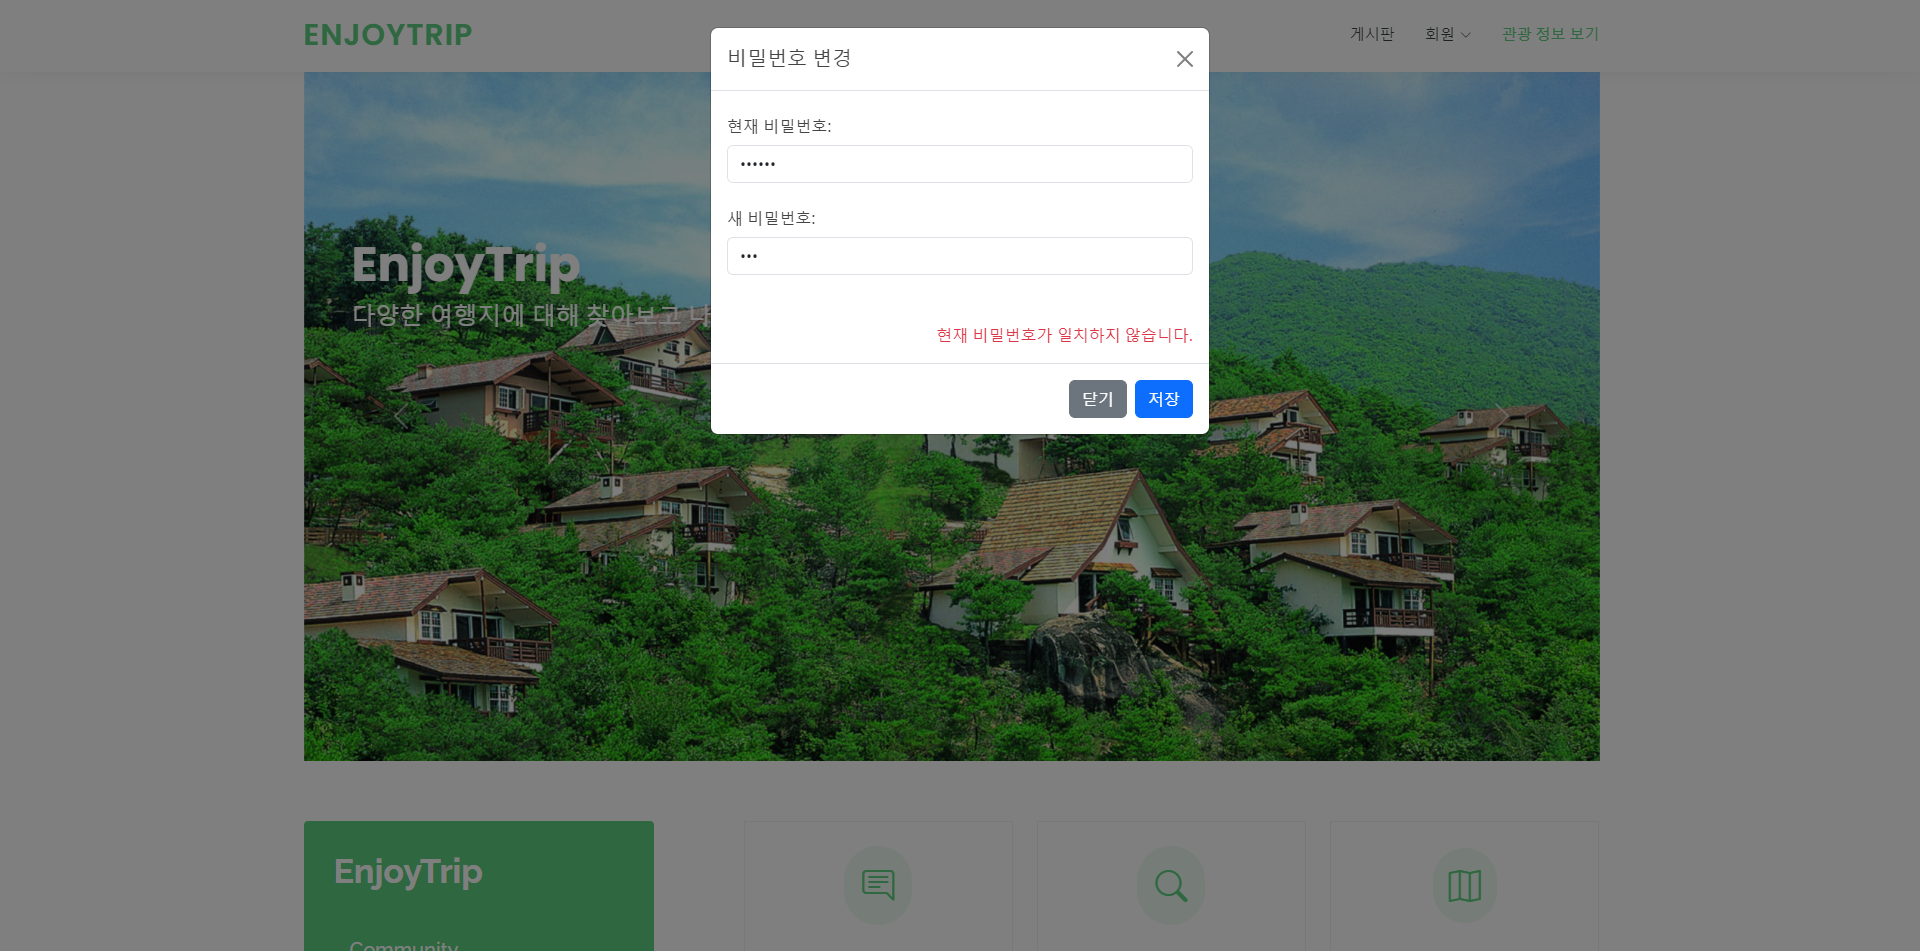 ENJOYTRIP
게시판
회원
관광 정보 보기
비밀번호 변경
현재 비밀번호:
••••••
새 비밀번호:
•••
현재 비밀번호가 일치하지 않습니다.
닫기
저장
EnjoyTrip
다양한 여행지에 대해 찾아보고
EnjoyTrip
Community